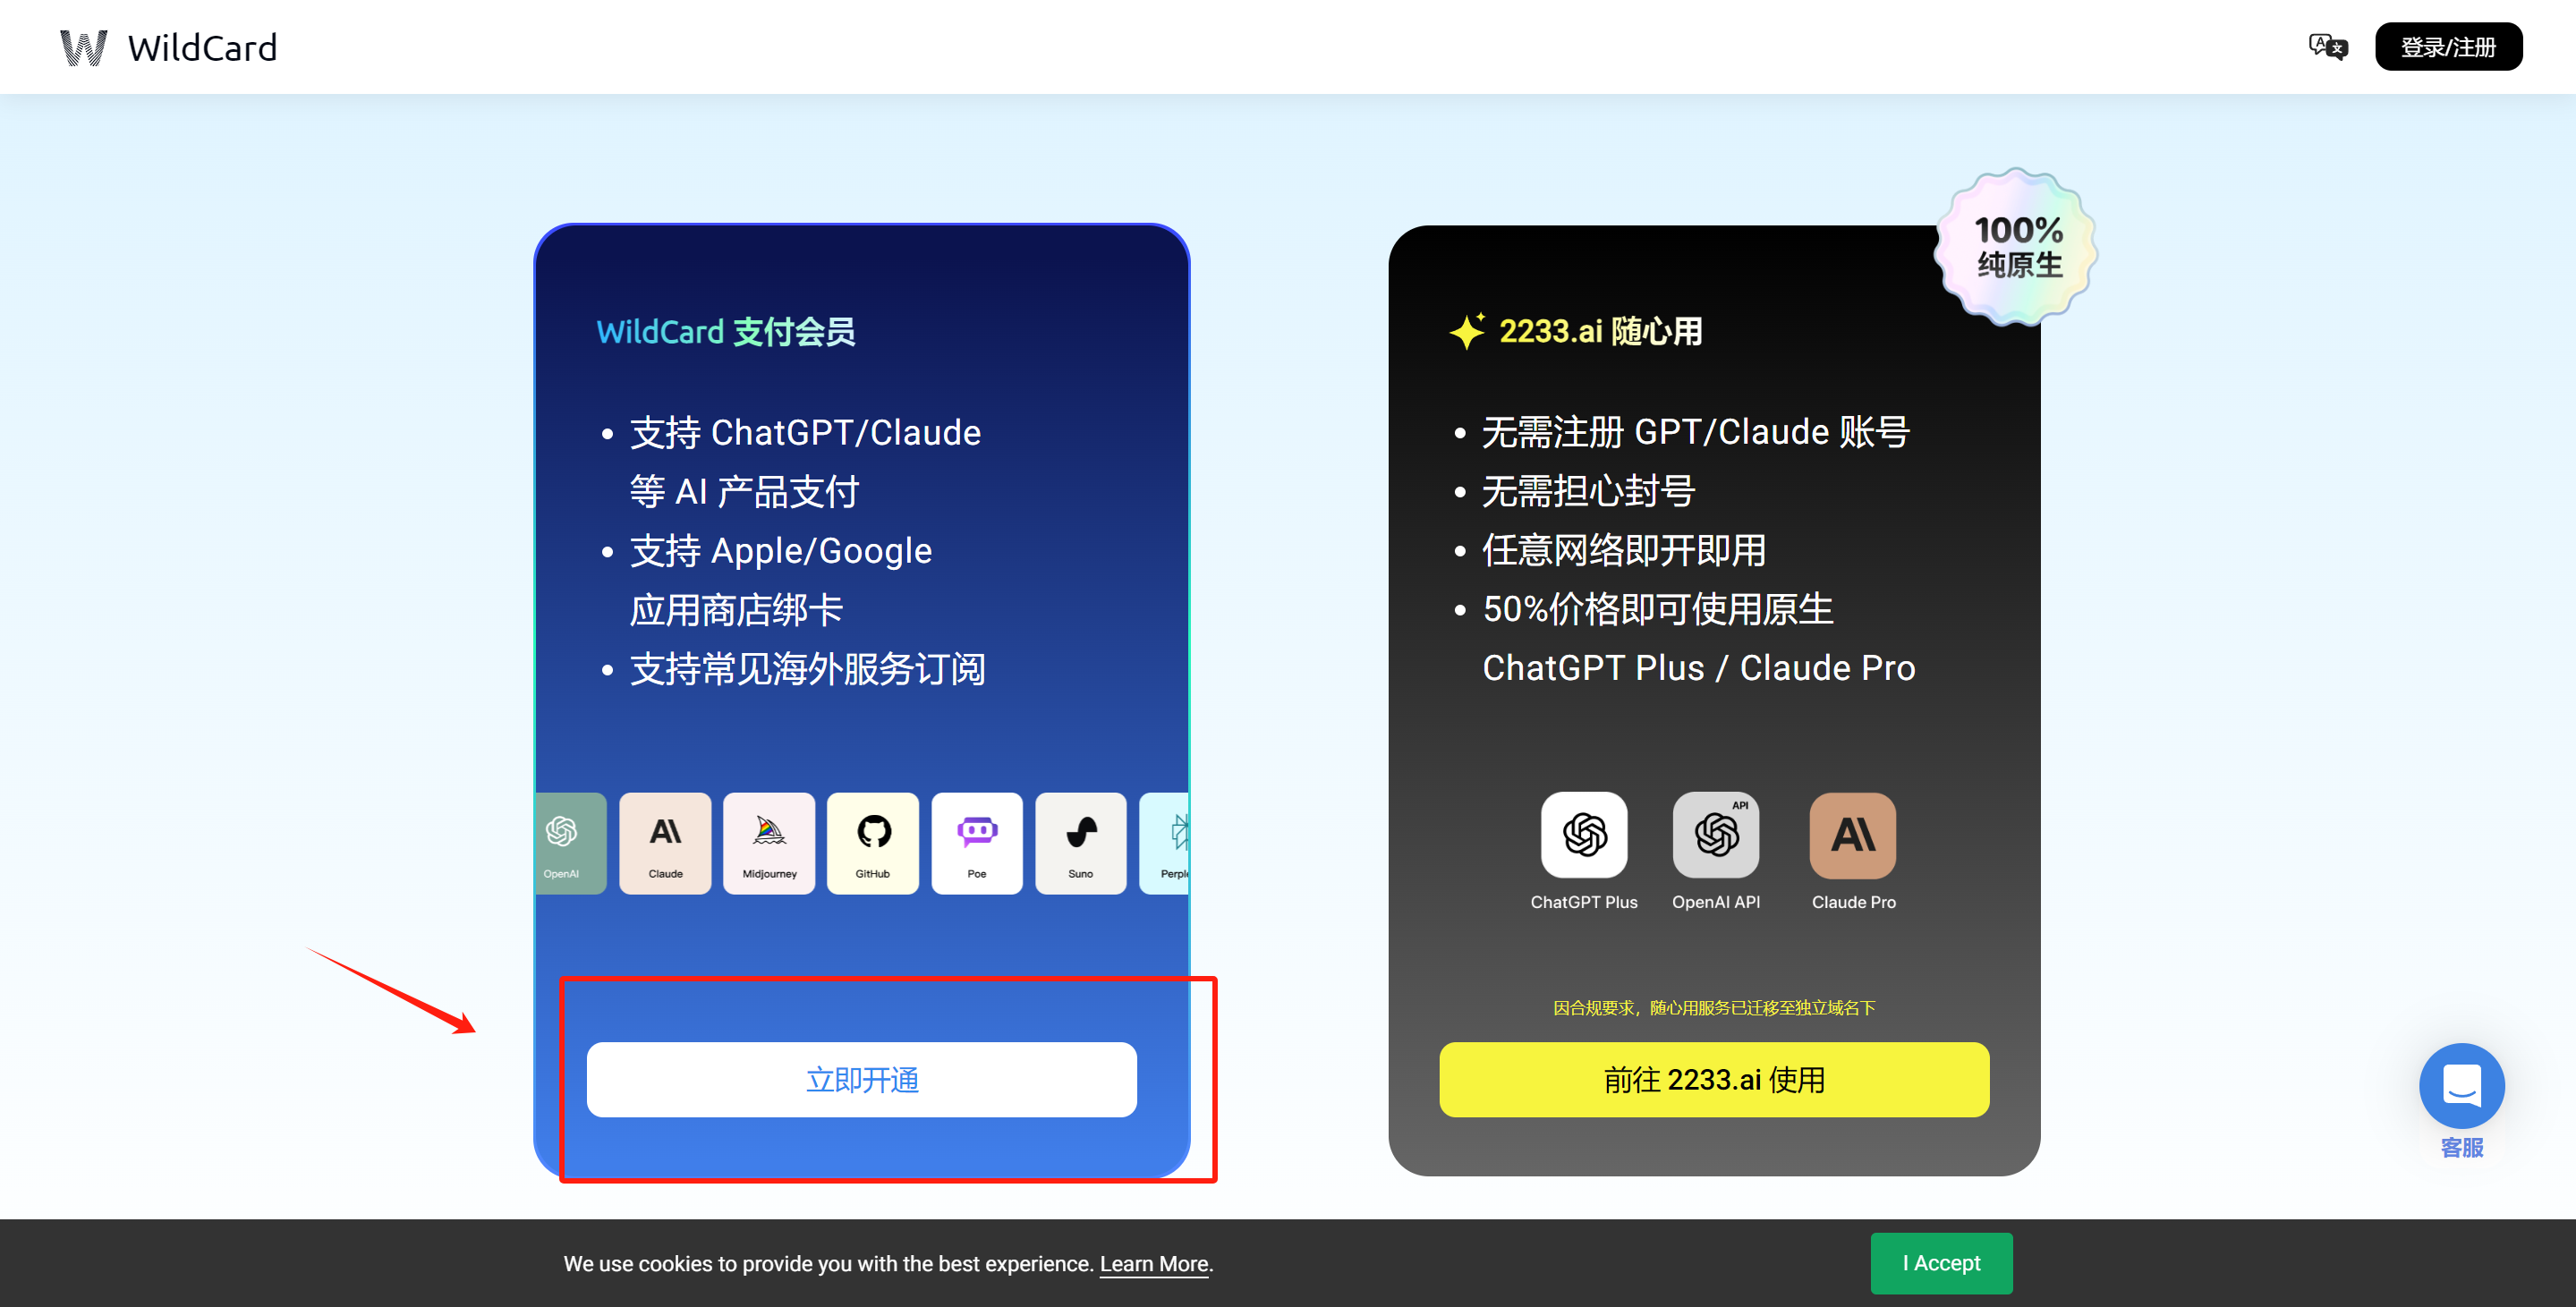 WildCard
登录/注册
WildCard 支付会员
• 支持 ChatGPT/Claude
等 AI 产品支付
• 支持 Apple/Google
应用商店绑卡
• 支持常见海外服务订阅
OpenAI
Claude
Midjourney
GitHub
Poe
Suno
Perple
立即开通
100%
纯原生
2233.ai 随心用
• 无需注册 GPT/Claude 账号
• 无需担心封号
• 任意网络即开即用
• 50%价格即可使用原生
ChatGPT Plus / Claude Pro
API
ChatGPT Plus
OpenAI API
Claude Pro
因合规要求，随心用服务已迁移至独立域名下
前往 2233.ai 使用
客服
We use cookies to provide you with the best experience. Learn More.
I Accept